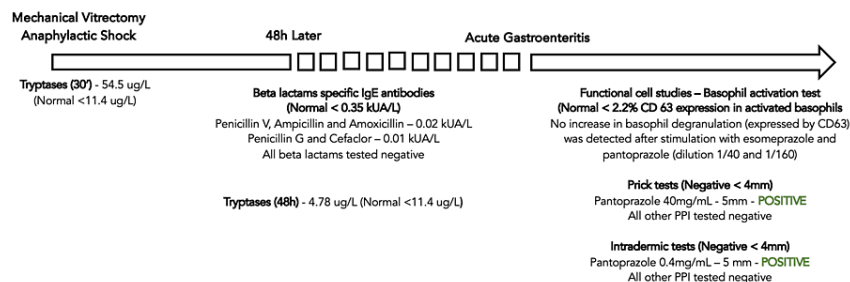 Mechanical Vitrectomy
Anaphylactic Shock
48h Later
Acute Gastroenteritis
Tryptases (30') - 54.5 ug/L
(Normal <11.4 ug/L)
Beta lactams specific IgE antibodies
(Normal < 0.35 kUA/L)
Penicillin V, Ampicillin and Amoxicillin – 0.02 kUA/L
Penicillin G and Cefaclor – 0.01 kUA/L
All beta lactams tested negative
Tryptases (48h) - 4.78 ug/L (Normal <11.4 ug/L)
Functional cell studies – Basophil activation test
(Normal < 2.2% CD 63 expression in activated basophils
No increase in basophil degranulation (expressed by CD63)
was detected after stimulation with esomeprazole and
pantoprazole (dilution 1/40 and 1/160)
Prick tests (Negative < 4mm)
Pantoprazole 40mg/mL - 5mm - POSITIVE
All other PPI tested negative
Intradermic tests (Negative < 4mm)
Pantoprazole 0.4mg/mL – 5 mm - POSITIVE
All other PPI tested negative